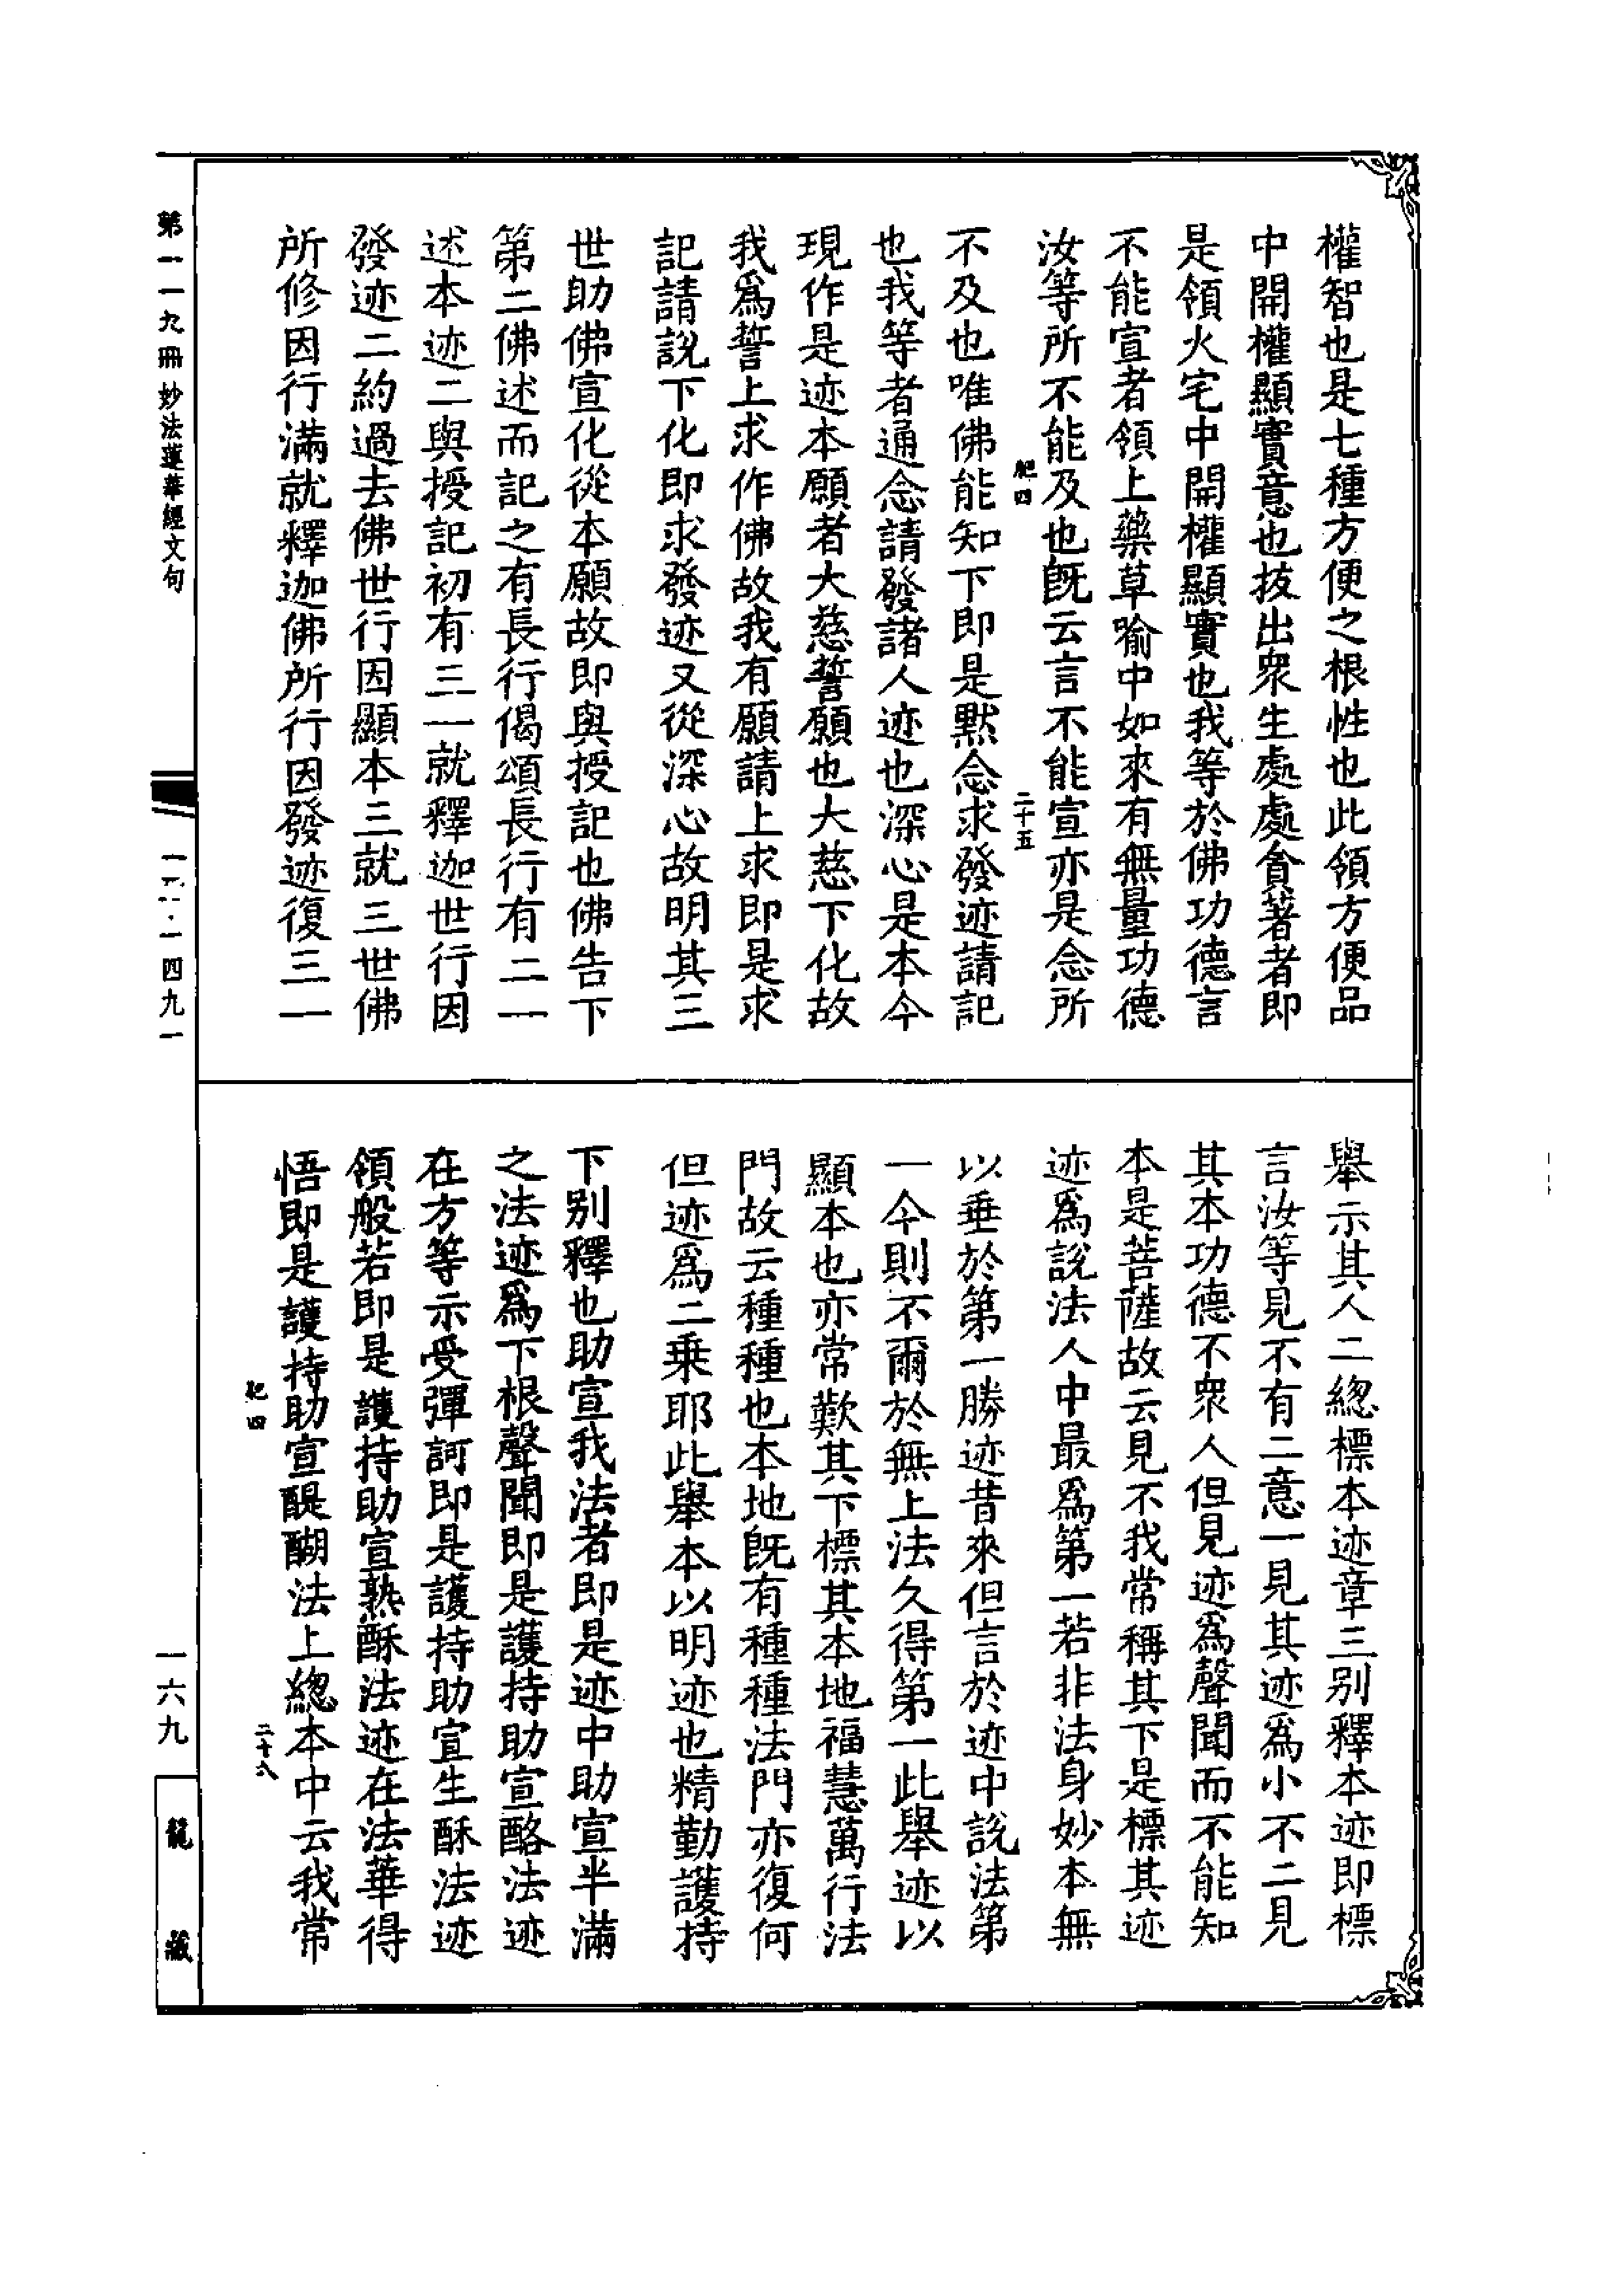 權智也是七種方便之根性也此領方便品
中開權顯實意也拔出衆生處處貪著者即
是領火宅中開權顯實也我等於佛功德言
不能宣者領上藥草喻中如來有無量功德
汝等所不能及也旣云言不能宣亦是念所
肥四
二十五
不及也唯佛能知下即是默念求發迹請記
也我等者通念請發諸人迹也深心是本今
現作是迹本願者大慈誓願也大慈下化故
我爲誓上求作佛故我有願請上求即是求
記請說下化即求發迹又從深心故明其三
世助佛宣化從本願故即與授記也佛告下
第二佛述而記之有長行偈頌長行有二一
述本迹二與授記初有三一就釋迦世行因
發迹二約過去佛世行因顯本三就三世佛
所修因行滿就釋迦佛所行因發迹復三一
舉示其人二總標本迹章三别釋本迹即標
言汝等見不有二意一見其迹爲小不二見
其本功德不衆人但見迹爲聲聞而不能知
本是菩薩故云見不我常稱其下是標其迹
迹爲說法人中最爲第一若非法身妙本無
以垂於第一勝迹昔來但言於迹中說法第
一今則不爾於無上法久得第一此舉迹以
顯本也亦常歎其下標其本地福慧萬行法
門故云種種也本地旣有種種法門亦復何
但迹爲二乗耶此舉本以明迹也精勤護持
下别釋也助宣我法者即是迹中助宣半滿
之法迹爲下根聲聞即是護持助宣酪法迹
在方等示受彈訶即是護持助宣生酥法迹
領般若即是護持助宣熟酥法迹在法華得
悟即是護持助宣醍醐法上總本中云我常
肥四
二十六
第一一九冊 妙法蓮華經文句
一四九一
一六九
龍藏